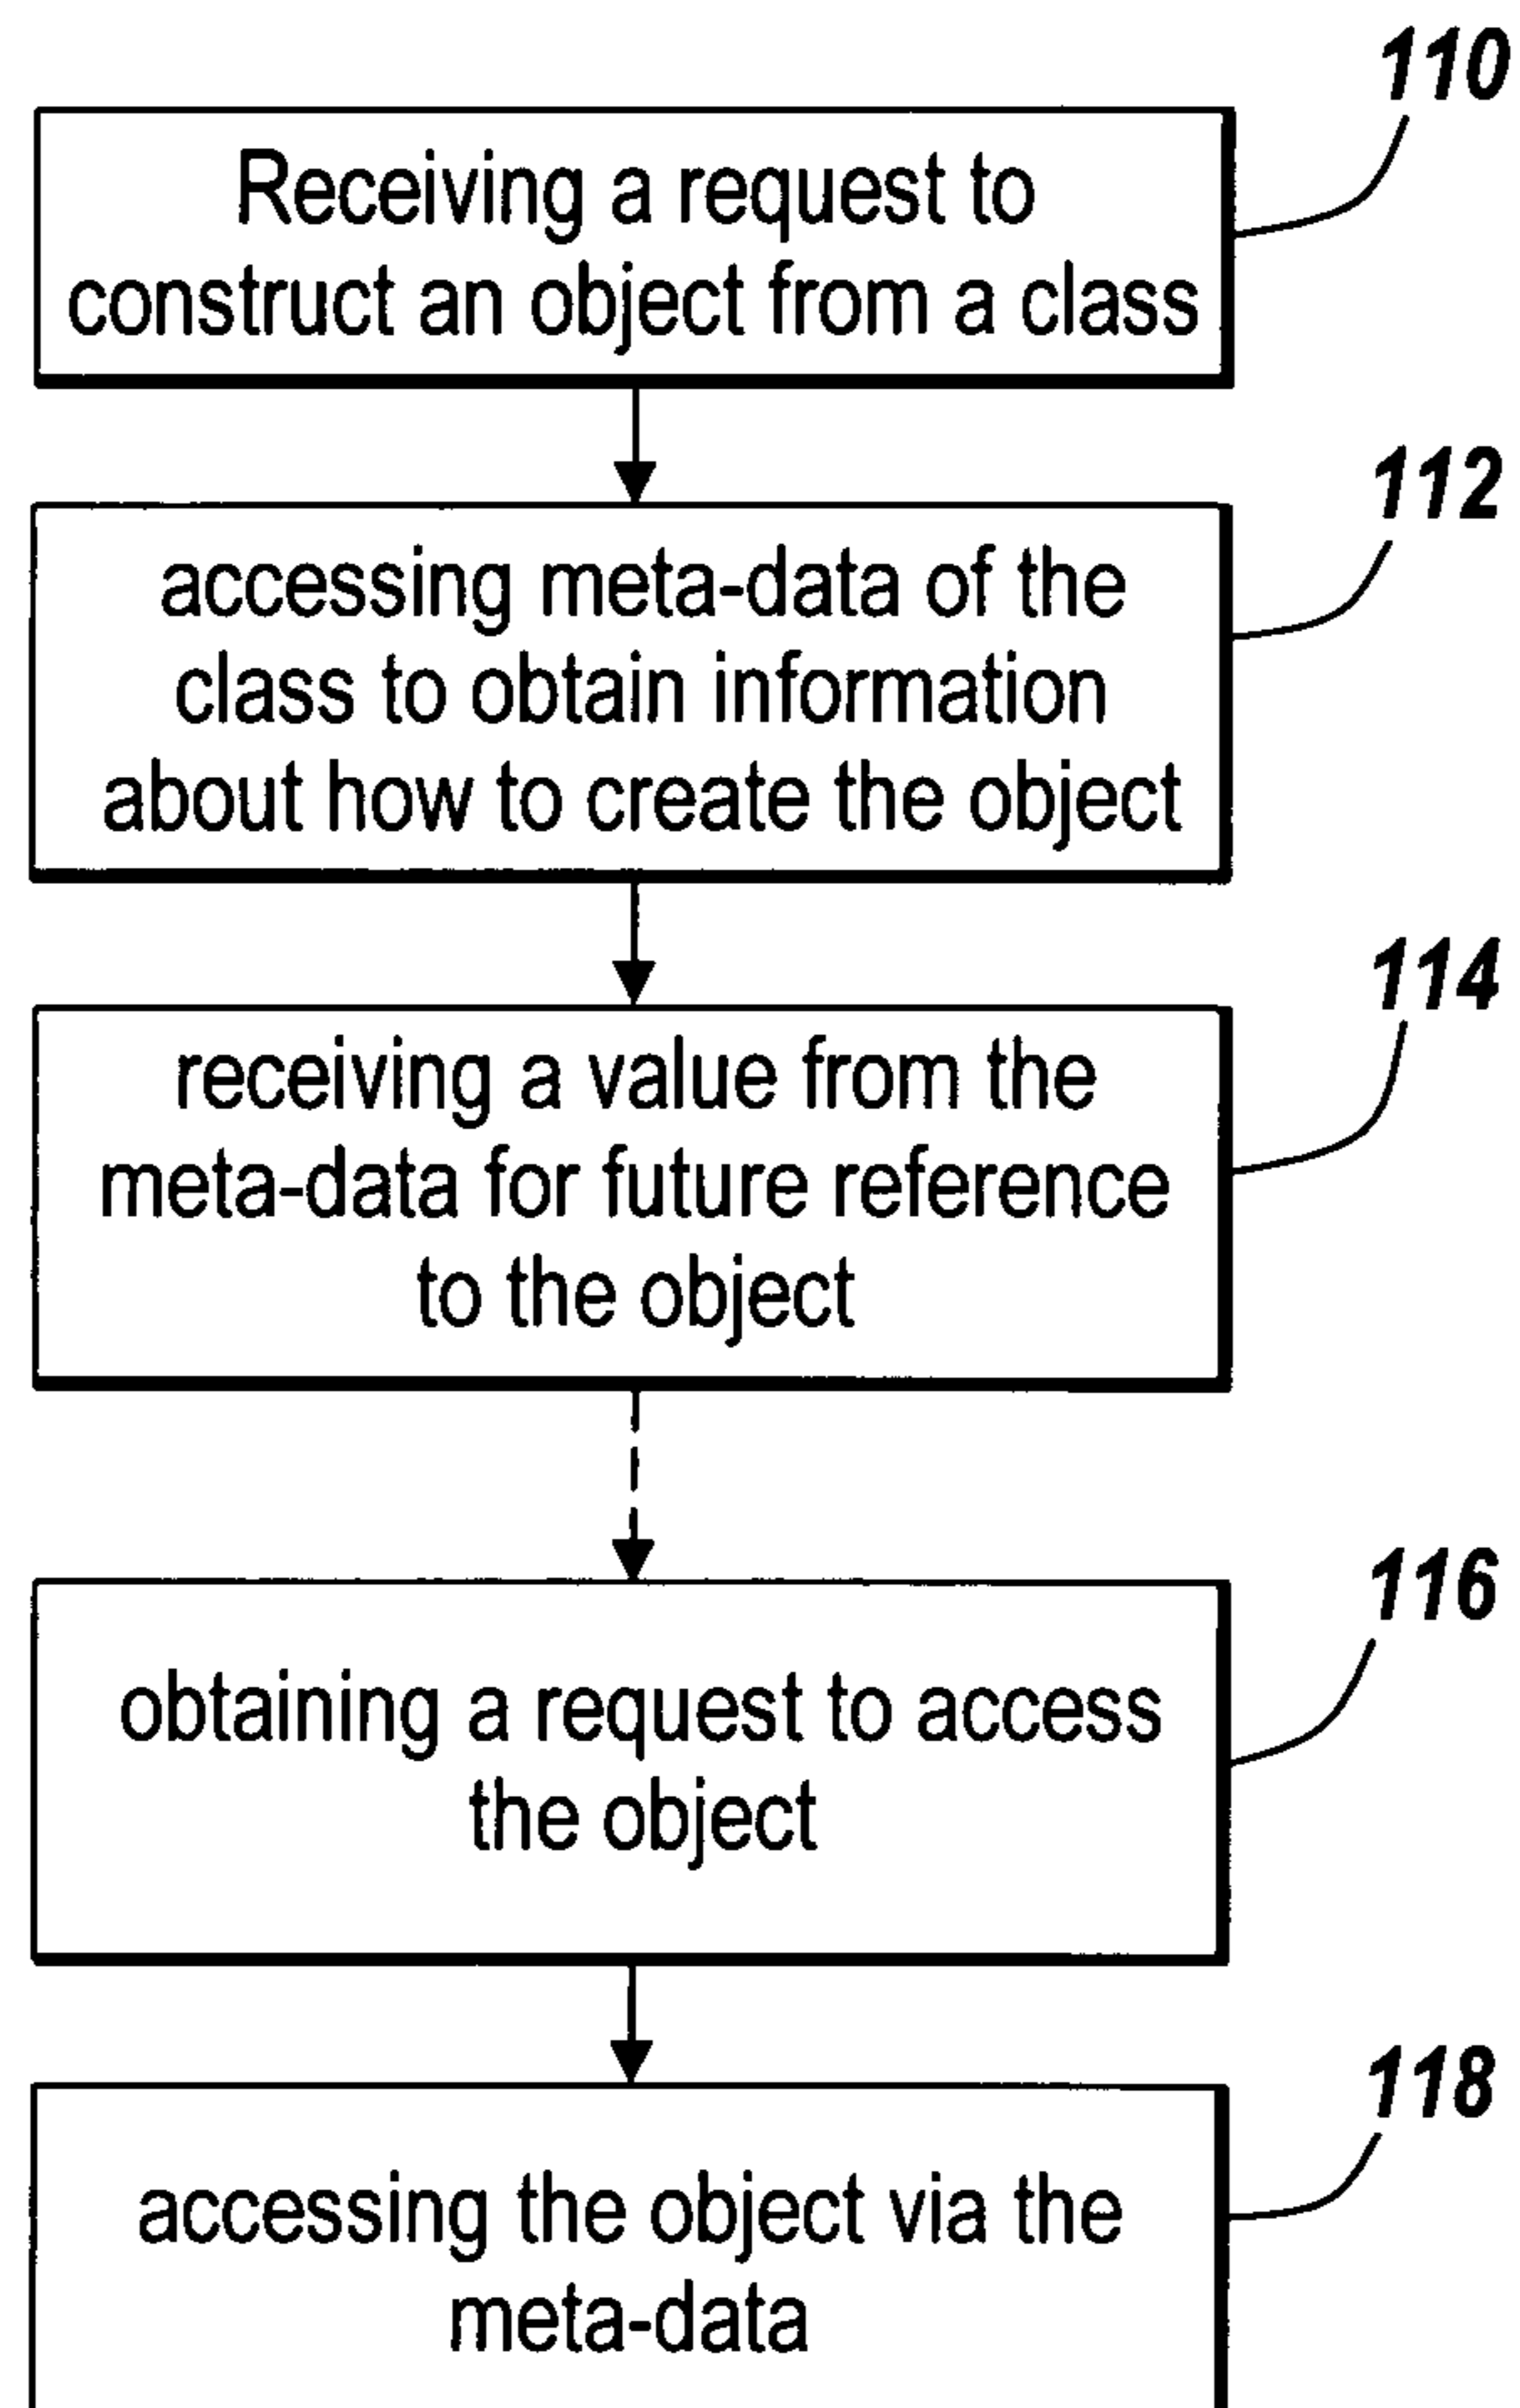 110
Receiving a request to
construct an object from a class
112
accessing meta-data of the
class to obtain information
about how to create the object
114
receiving a value from the
meta-data for future reference
to the object
116
obtaining a request to access
the object
118
accessing the object via the
meta-data